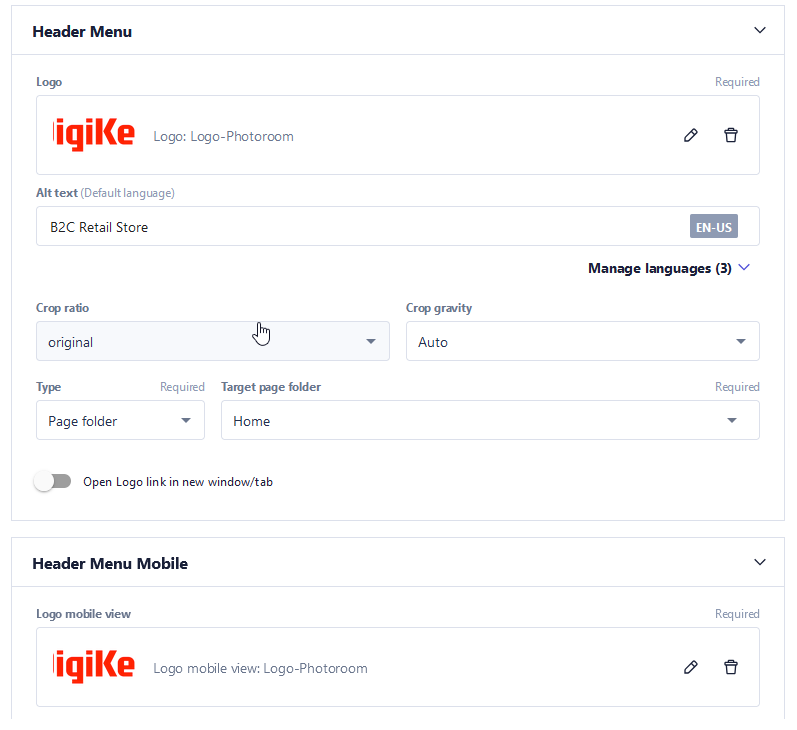 Header Menu
Logo Required
iqiKe Logo: Logo-Photoroom
Alt text (Default language)
B2C Retail Store EN-US
Manage languages (3)
Crop ratio Crop gravity
original Auto
Type Required Target page folder Required
Page folder Home
Open Logo link in new window/tab
Header Menu Mobile
Logo mobile view Required
iqiKe Logo mobile view: Logo-Photoroom